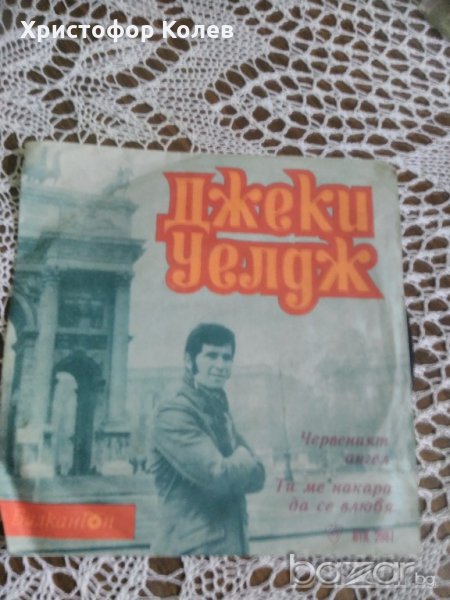 Христофор Колев
Джеки
Уелдж
Червеният
ангел
Ти ме накара
да се влюбя
Балкантон
bazar.bg